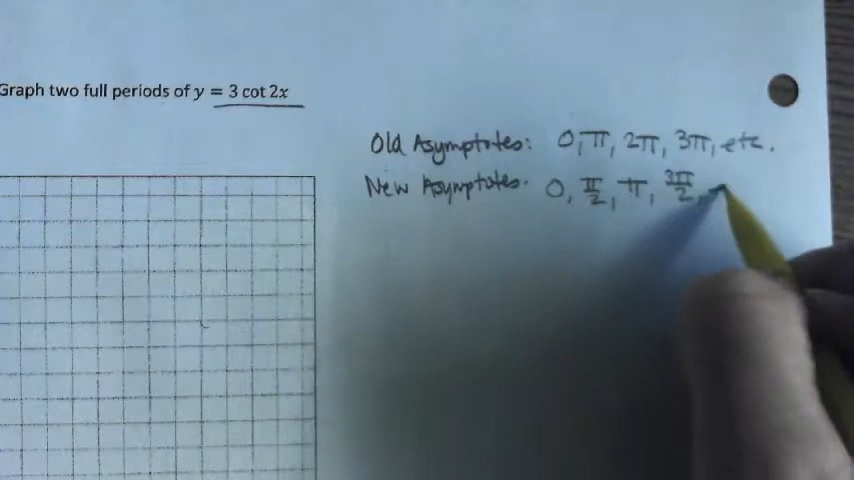 Graph two full periods of y = 3 cot 2x
Old Asymptotes: 0, π, 2π, 3π, etc.
New Asymptotes: 0, π/2, π, 3π/2,